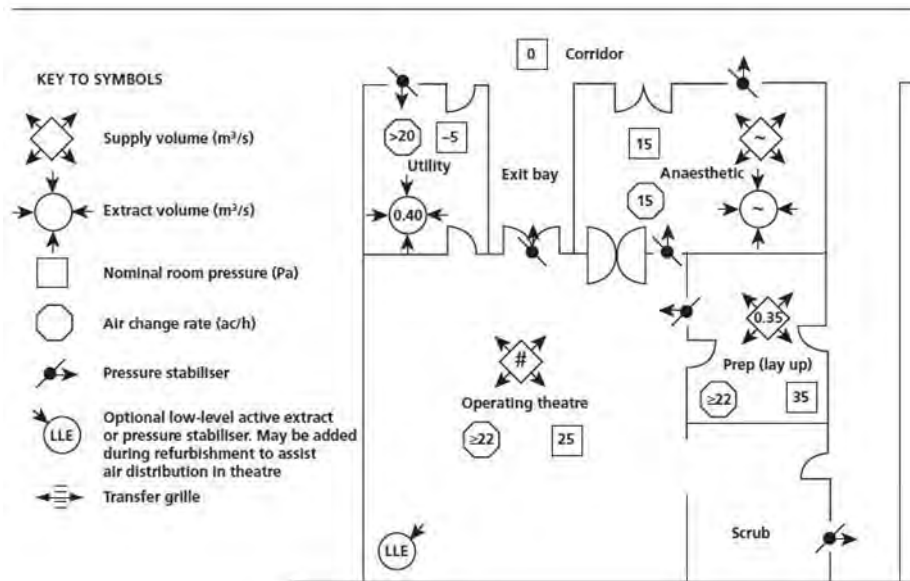 0 Corridor
KEY TO SYMBOLS
Supply volume (m³/s)
Extract volume (m³/s)
Nominal room pressure (Pa)
Air change rate (ac/h)
Pressure stabiliser
LLE
Optional low-level active extract
or pressure stabiliser. May be added
during refurbishment to assist
air distribution in theatre
Transfer grille
>20 –5
Utility
0.40
Exit bay
15 ~
Anaesthetic
15 ~
0.35
Prep (lay up)
≥22 35
#
Operating theatre
≥22 25
LLE
Scrub